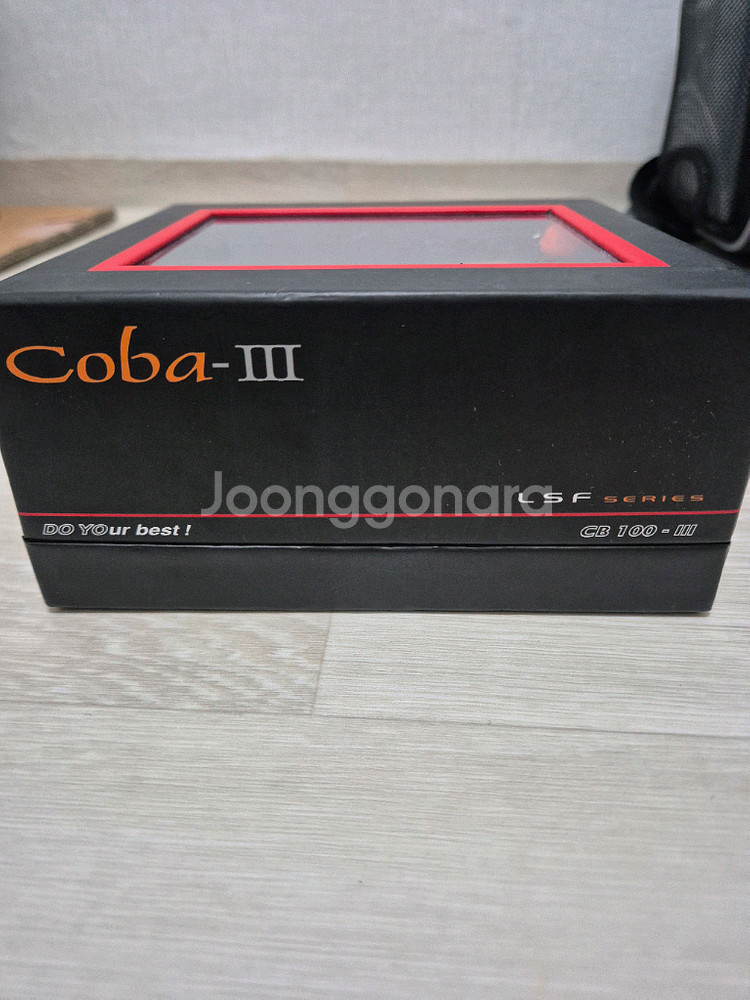 Coba-III
LSF SERIES
Joonggonara
DO YOur best !
CB 100 - III